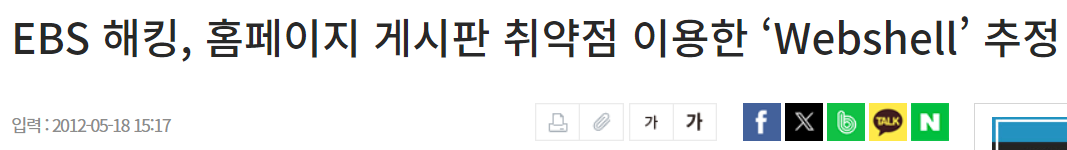 EBS 해킹, 홈페이지 게시판 취약점 이용한 ‘Webshell’ 추정
입력 : 2012-05-18 15:17
가 가 f X b TALK N